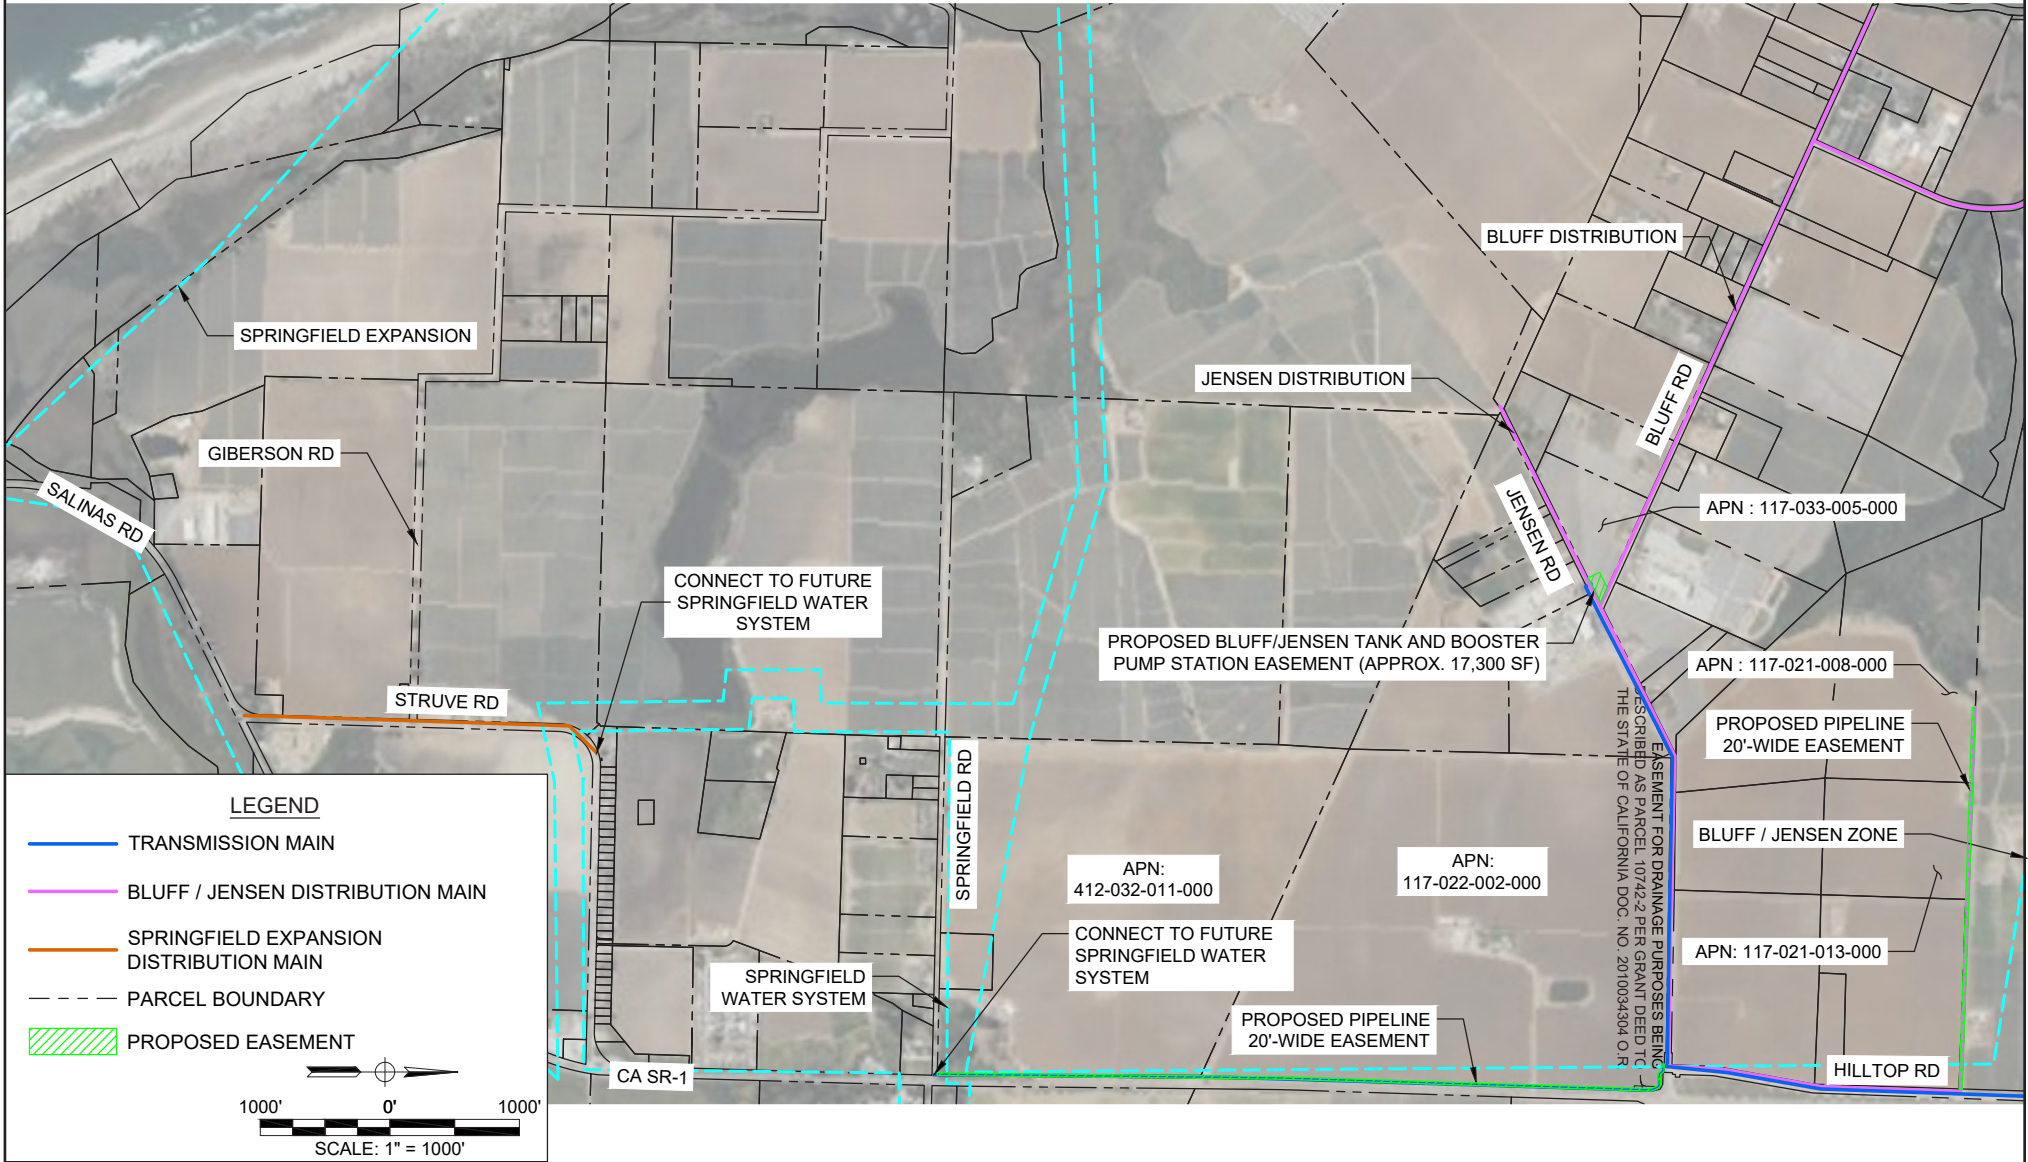 BLUFF DISTRIBUTION
SPRINGFIELD EXPANSION
JENSEN DISTRIBUTION
BLUFF RD
GIBERSON RD
SALINAS RD
JENSEN RD
APN : 117-033-005-000
CONNECT TO FUTURE
SPRINGFIELD WATER
SYSTEM
PROPOSED BLUFF/JENSEN TANK AND BOOSTER
PUMP STATION EASEMENT (APPROX. 17,300 SF)
APN : 117-021-008-000
STRUVE RD
PROPOSED PIPELINE
20'-WIDE EASEMENT
EASEMENT FOR DRAINAGE PURPOSES BEING
DESCRIBED AS PARCEL 10742-2 PER GRANT DEED TO
THE STATE OF CALIFORNIA DOC. NO. 2010034304 O.R
SPRINGFIELD RD
BLUFF / JENSEN ZONE
APN:
412-032-011-000
APN:
117-022-002-000
CONNECT TO FUTURE
SPRINGFIELD WATER
SYSTEM
APN: 117-021-013-000
SPRINGFIELD
WATER SYSTEM
PROPOSED PIPELINE
20'-WIDE EASEMENT
CA SR-1
HILLTOP RD
LEGEND
TRANSMISSION MAIN
BLUFF / JENSEN DISTRIBUTION MAIN
SPRINGFIELD EXPANSION
DISTRIBUTION MAIN
PARCEL BOUNDARY
PROPOSED EASEMENT
1000' 0' 1000'
SCALE: 1" = 1000'